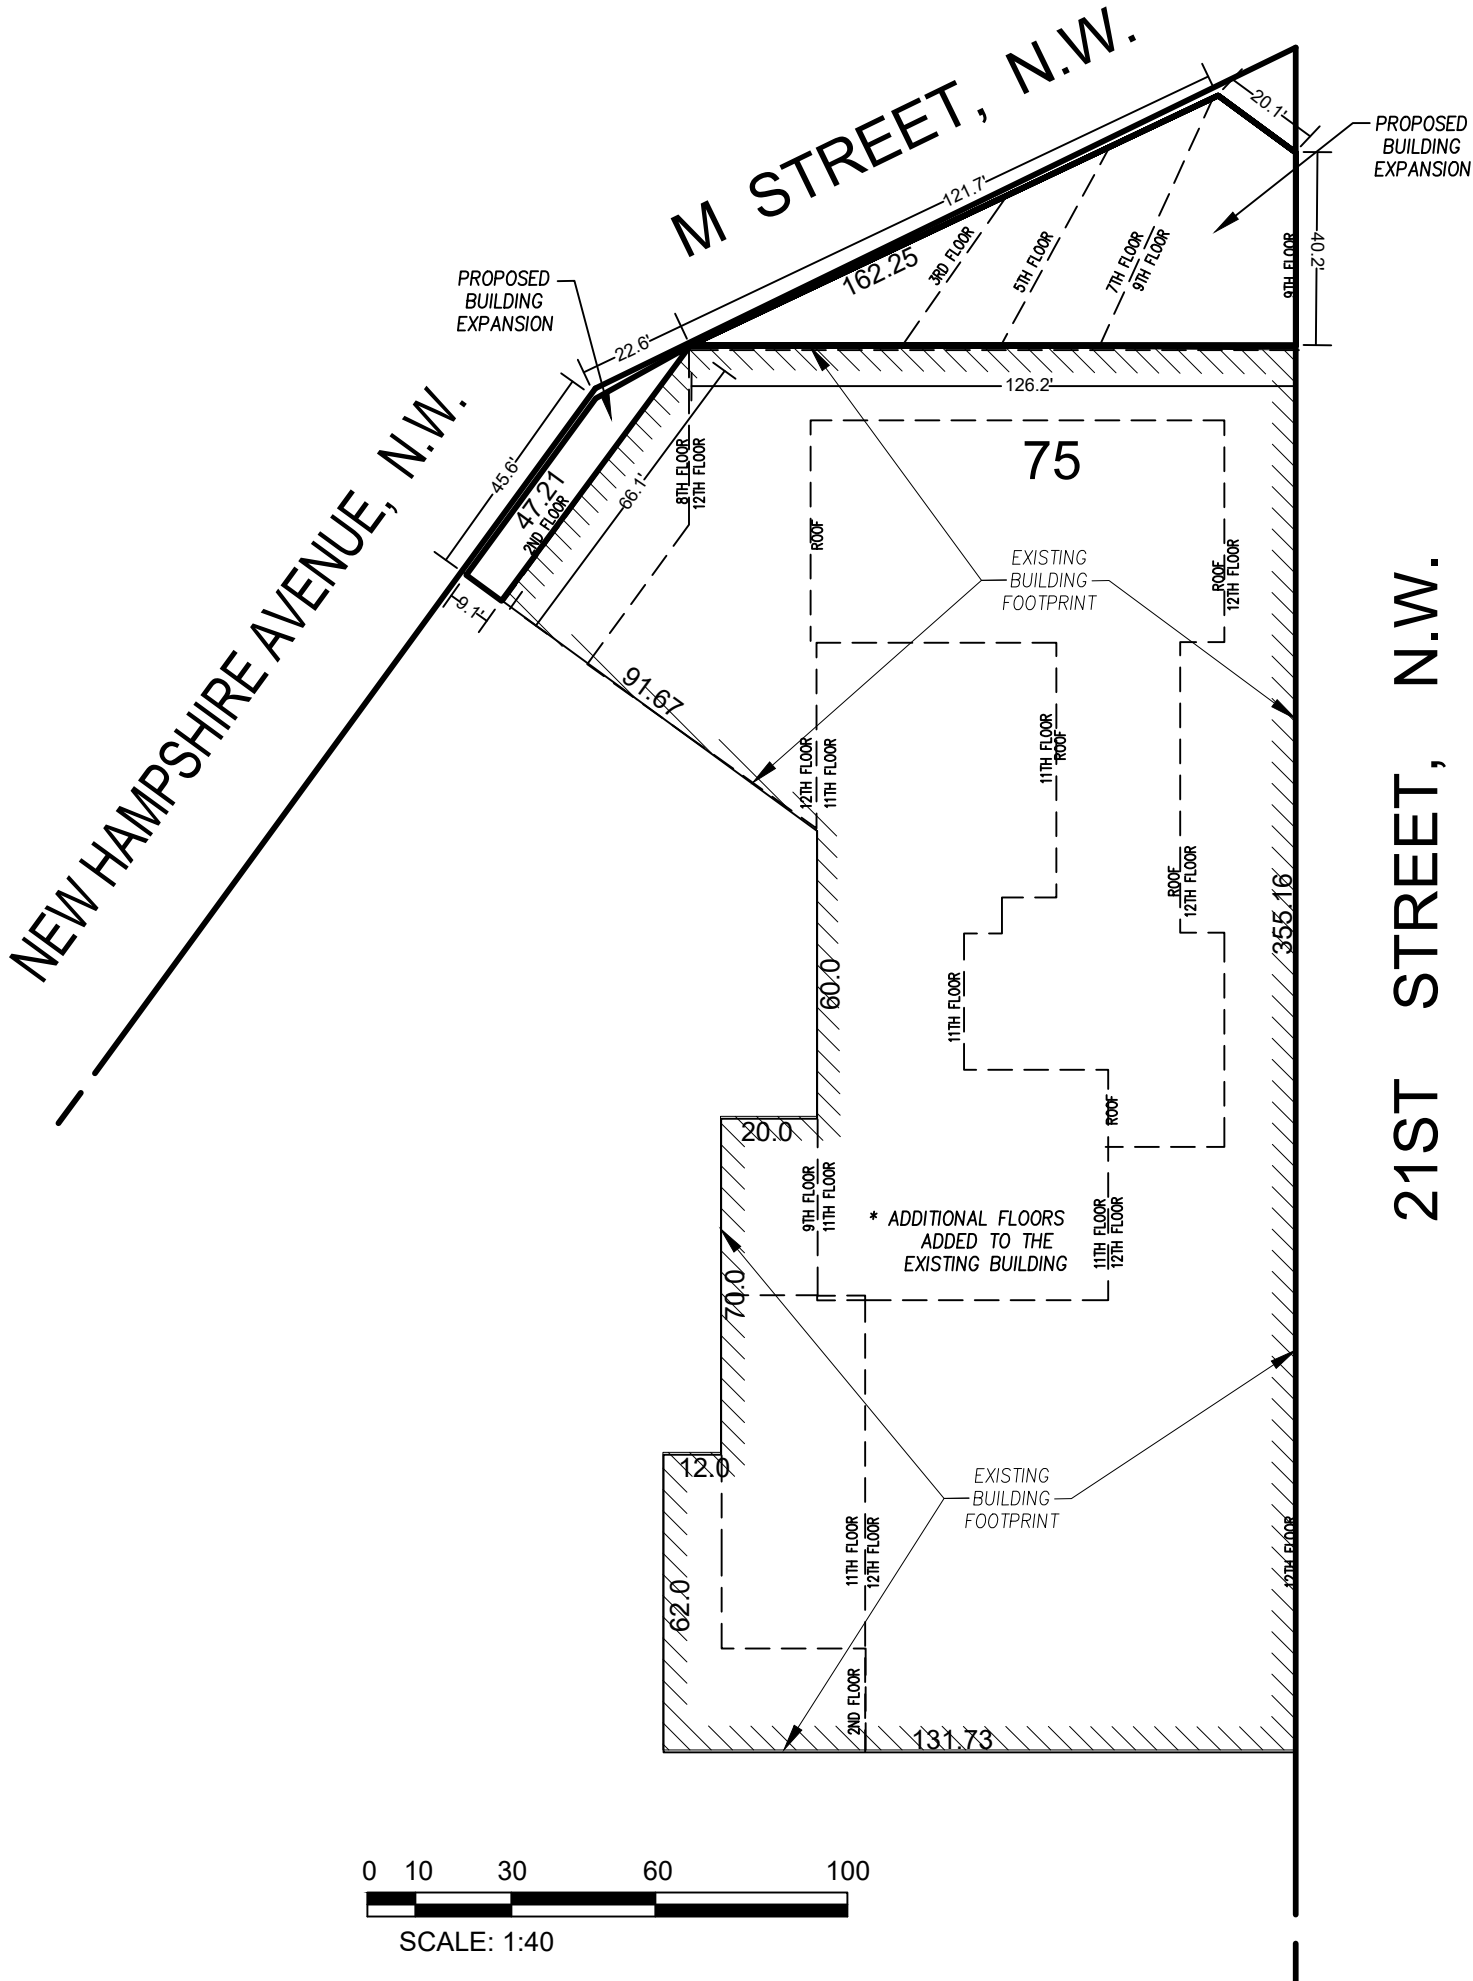 M STREET, N.W.
20.1'
PROPOSED
BUILDING
EXPANSION
121.7'
162.25
3RD FLOOR
5TH FLOOR
7TH FLOOR
9TH FLOOR
9TH FLOOR
40.2'
PROPOSED
BUILDING
EXPANSION
22.6'
126.2'
NEW HAMPSHIRE AVENUE, N.W.
45.6'
47.21
2ND FLOOR
66.1'
8TH FLOOR
12TH FLOOR
75
9.1'
ROOF
EXISTING
BUILDING
FOOTPRINT
ROOF
12TH FLOOR
91.67
12TH FLOOR
11TH FLOOR
11TH FLOOR
ROOF
ROOF
12TH FLOOR
355.16
21ST STREET, N.W.
60.0
11TH FLOOR
ROOF
20.0
9TH FLOOR
11TH FLOOR
* ADDITIONAL FLOORS
ADDED TO THE
EXISTING BUILDING
11TH FLOOR
12TH FLOOR
70.0
12.0
EXISTING
BUILDING
FOOTPRINT
11TH FLOOR
12TH FLOOR
12TH FLOOR
62.0
2ND FLOOR
131.73
0 10 30 60 100
SCALE: 1:40